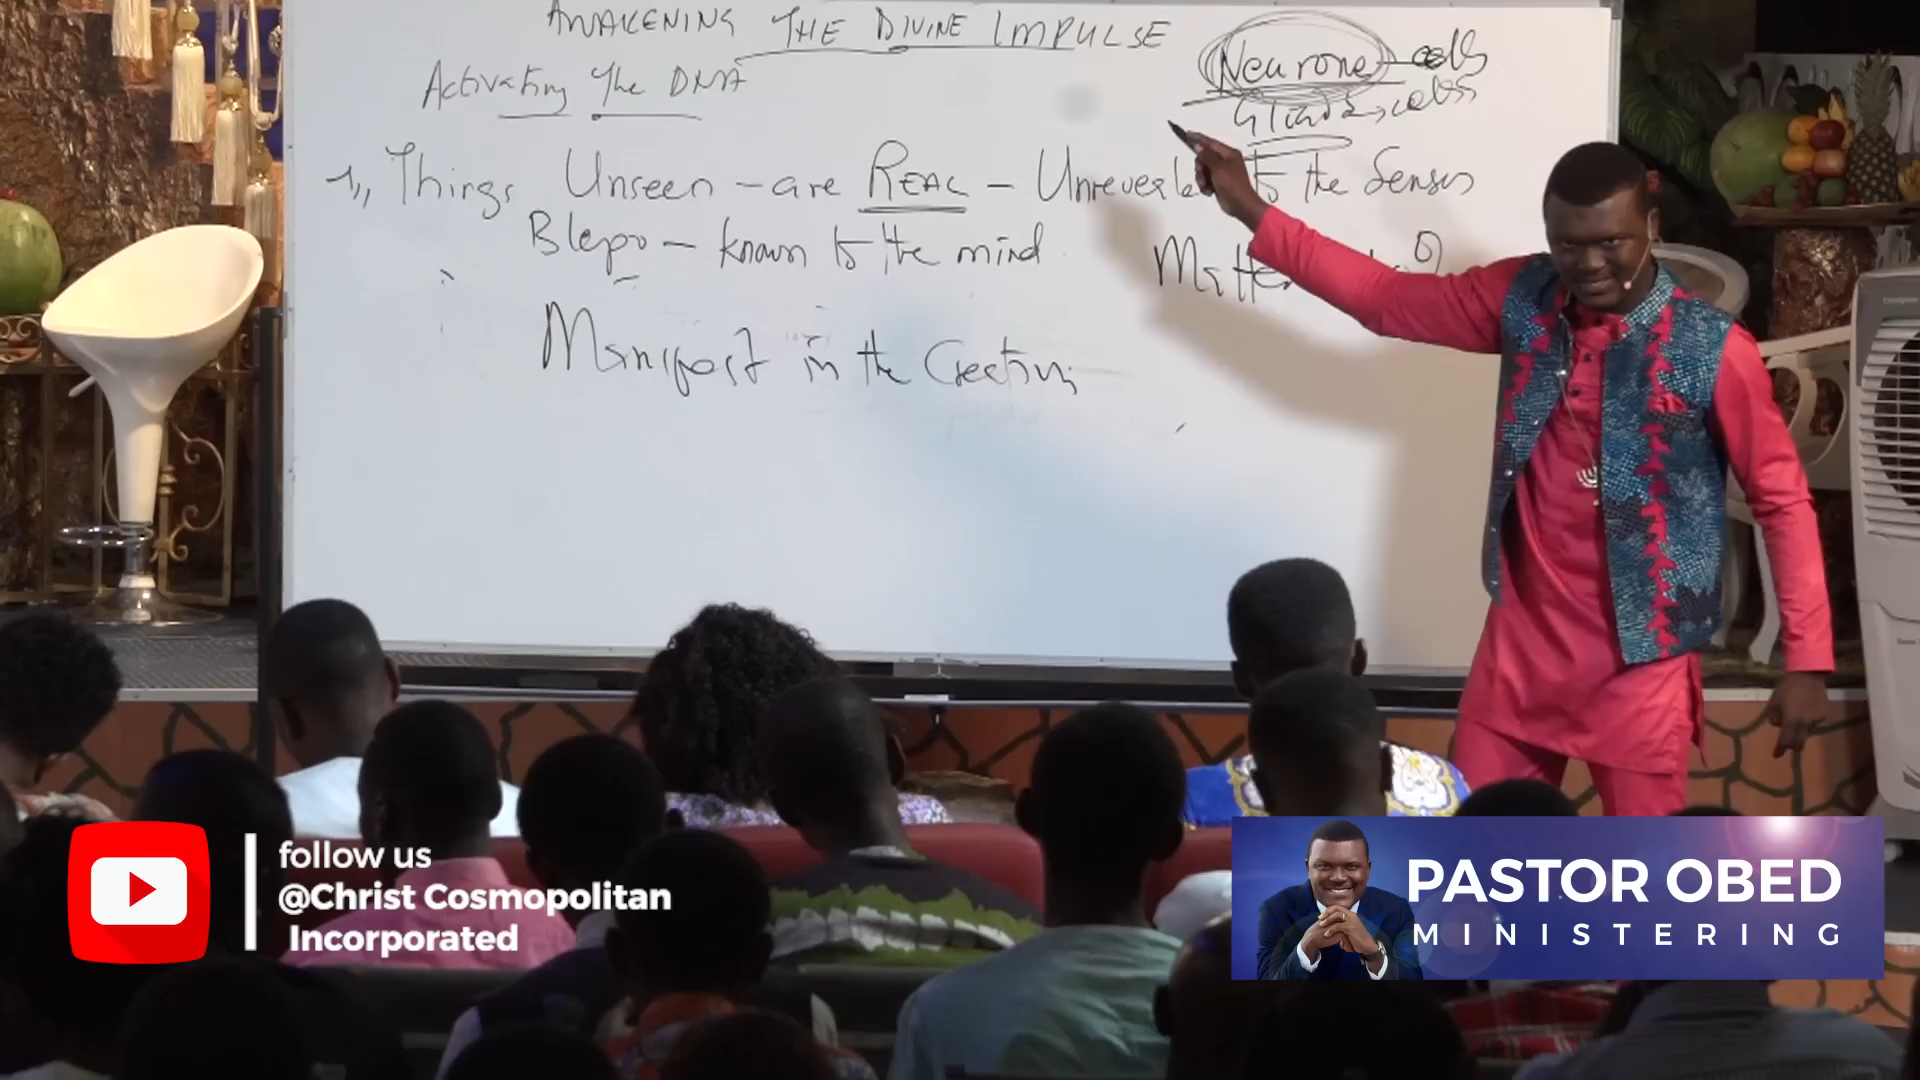 AWAKENING THE DIVINE IMPULSE
Activating The DNA
Neurone cells
cells
1,, Things Unseen - are REAL - to the Senses
Blepo - known to the mind
Manifest in the Creation
follow us
@Christ Cosmopolitan
Incorporated
PASTOR OBED
MINISTERING